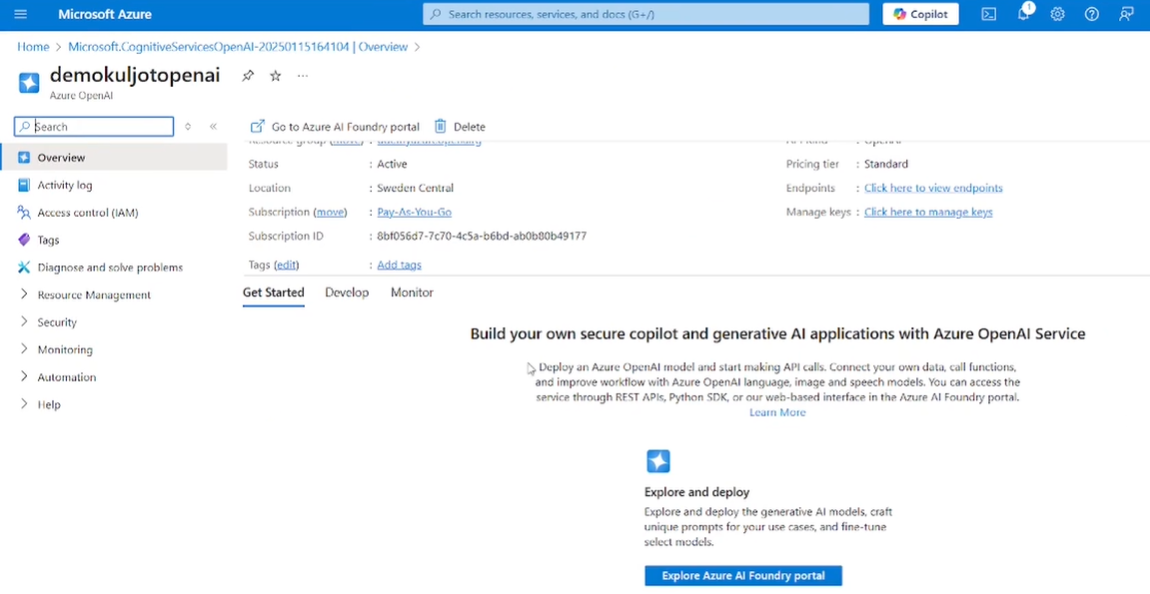 Microsoft Azure
Search resources, services, and docs (G+/)
Copilot
1
Home > Microsoft.CognitiveServicesOpenAI-20250115164104 | Overview >
demokuljotopenai
Azure OpenAI
Search
Go to Azure AI Foundry portal
Delete
Overview
Activity log
Access control (IAM)
Tags
Diagnose and solve problems
Resource Management
Security
Monitoring
Automation
Help
Resource group (move) :
Status : Active
Location : Sweden Central
Subscription (move) : Pay-As-You-Go
Subscription ID : 8bf056d7-7c70-4c5a-b6bd-ab0b80b49177
Tags (edit) : Add tags
Pricing tier : Standard
Endpoints : Click here to view endpoints
Manage keys : Click here to manage keys
Get Started Develop Monitor
Build your own secure copilot and generative AI applications with Azure OpenAI Service
Deploy an Azure OpenAI model and start making API calls. Connect your own data, call functions,
and improve workflow with Azure OpenAI language, image and speech models. You can access the
service through REST APIs, Python SDK, or our web-based interface in the Azure AI Foundry portal.
Learn More
Explore and deploy
Explore and deploy the generative AI models, craft
unique prompts for your use cases, and fine-tune
select models.
Explore Azure AI Foundry portal